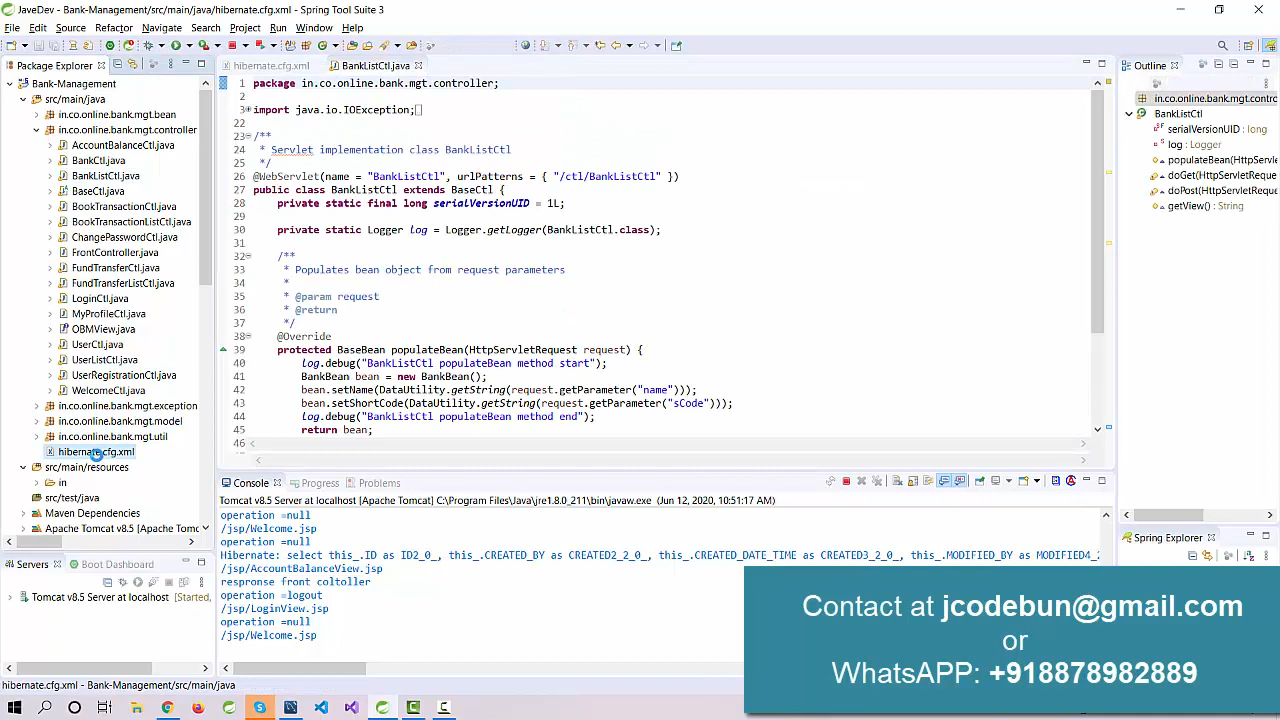 JaveDev - Bank-Management/src/main/java/hibernate.cfg.xml - Spring Tool Suite 3
File Edit Source Refactor Navigate Search Project Run Window Help
Package Explorer
Bank-Management
src/main/java
in.co.online.bank.mgt.bean
in.co.online.bank.mgt.controller
AccountBalanceCtl.java
BankCtl.java
BankListCtl.java
BaseCtl.java
BookTransactionCtl.java
BookTransactionListCtl.java
ChangePasswordCtl.java
FrontController.java
FundTransferCtl.java
FundTransferListCtl.java
LoginCtl.java
MyProfileCtl.java
OBMView.java
UserCtl.java
UserListCtl.java
UserRegistrationCtl.java
WelcomeCtl.java
in.co.online.bank.mgt.exception
in.co.online.bank.mgt.model
in.co.online.bank.mgt.util
hibernate.cfg.xml
src/main/resources
in
src/test/java
Maven Dependencies
Apache Tomcat v8.5 [Apache Tomc
Servers Boot Dashboard
Tomcat v8.5 Server at localhost [Started,
hibernate.cfg.xml BankListCtl.java
1 package in.co.online.bank.mgt.controller;
2
3 import java.io.IOException;
22
23 /**
24 * Servlet implementation class BankListCtl
25 */
26 @WebServlet(name = "BankListCtl", urlPatterns = { "/ctl/BankListCtl" })
27 public class BankListCtl extends BaseCtl {
28 private static final long serialVersionUID = 1L;
29
30 private static Logger log = Logger.getLogger(BankListCtl.class);
31
32 /**
33 * Populates bean object from request parameters
34 *
35 * @param request
36 * @return
37 */
38 @Override
39 protected BaseBean populateBean(HttpServletRequest request) {
40 log.debug("BankListCtl populateBean method start");
41 BankBean bean = new BankBean();
42 bean.setName(DataUtility.getString(request.getParameter("name")));
43 bean.setShortCode(DataUtility.getString(request.getParameter("sCode")));
44 log.debug("BankListCtl populateBean method end");
45 return bean;
46
Console Progress Problems
Tomcat v8.5 Server at localhost [Apache Tomcat] C:\Program Files\Java\jre1.8.0_211\bin\javaw.exe (Jun 12, 2020, 10:51:17 AM)
operation =null
/jsp/Welcome.jsp
operation =null
Hibernate: select this_.ID as ID2_0_, this_.CREATED_BY as CREATED2_2_0_, this_.CREATED_DATE_TIME as CREATED3_2_0_, this_.MODIFIED_BY as MODIFIED4_2
/jsp/AccountBalanceView.jsp
respronse front coltoller
operation =logout
/jsp/LoginView.jsp
operation =null
/jsp/Welcome.jsp
Outline
in.co.online.bank.mgt.contro
BankListCtl
serialVersionUID : long
log : Logger
populateBean(HttpServle
doGet(HttpServletReque
doPost(HttpServletReque
getView() : String
Spring Explorer
Contact at jcodebun@gmail.com
or
WhatsAPP: +918878982889
hibernate.cfg.xml - Bank-Management/src/main/java